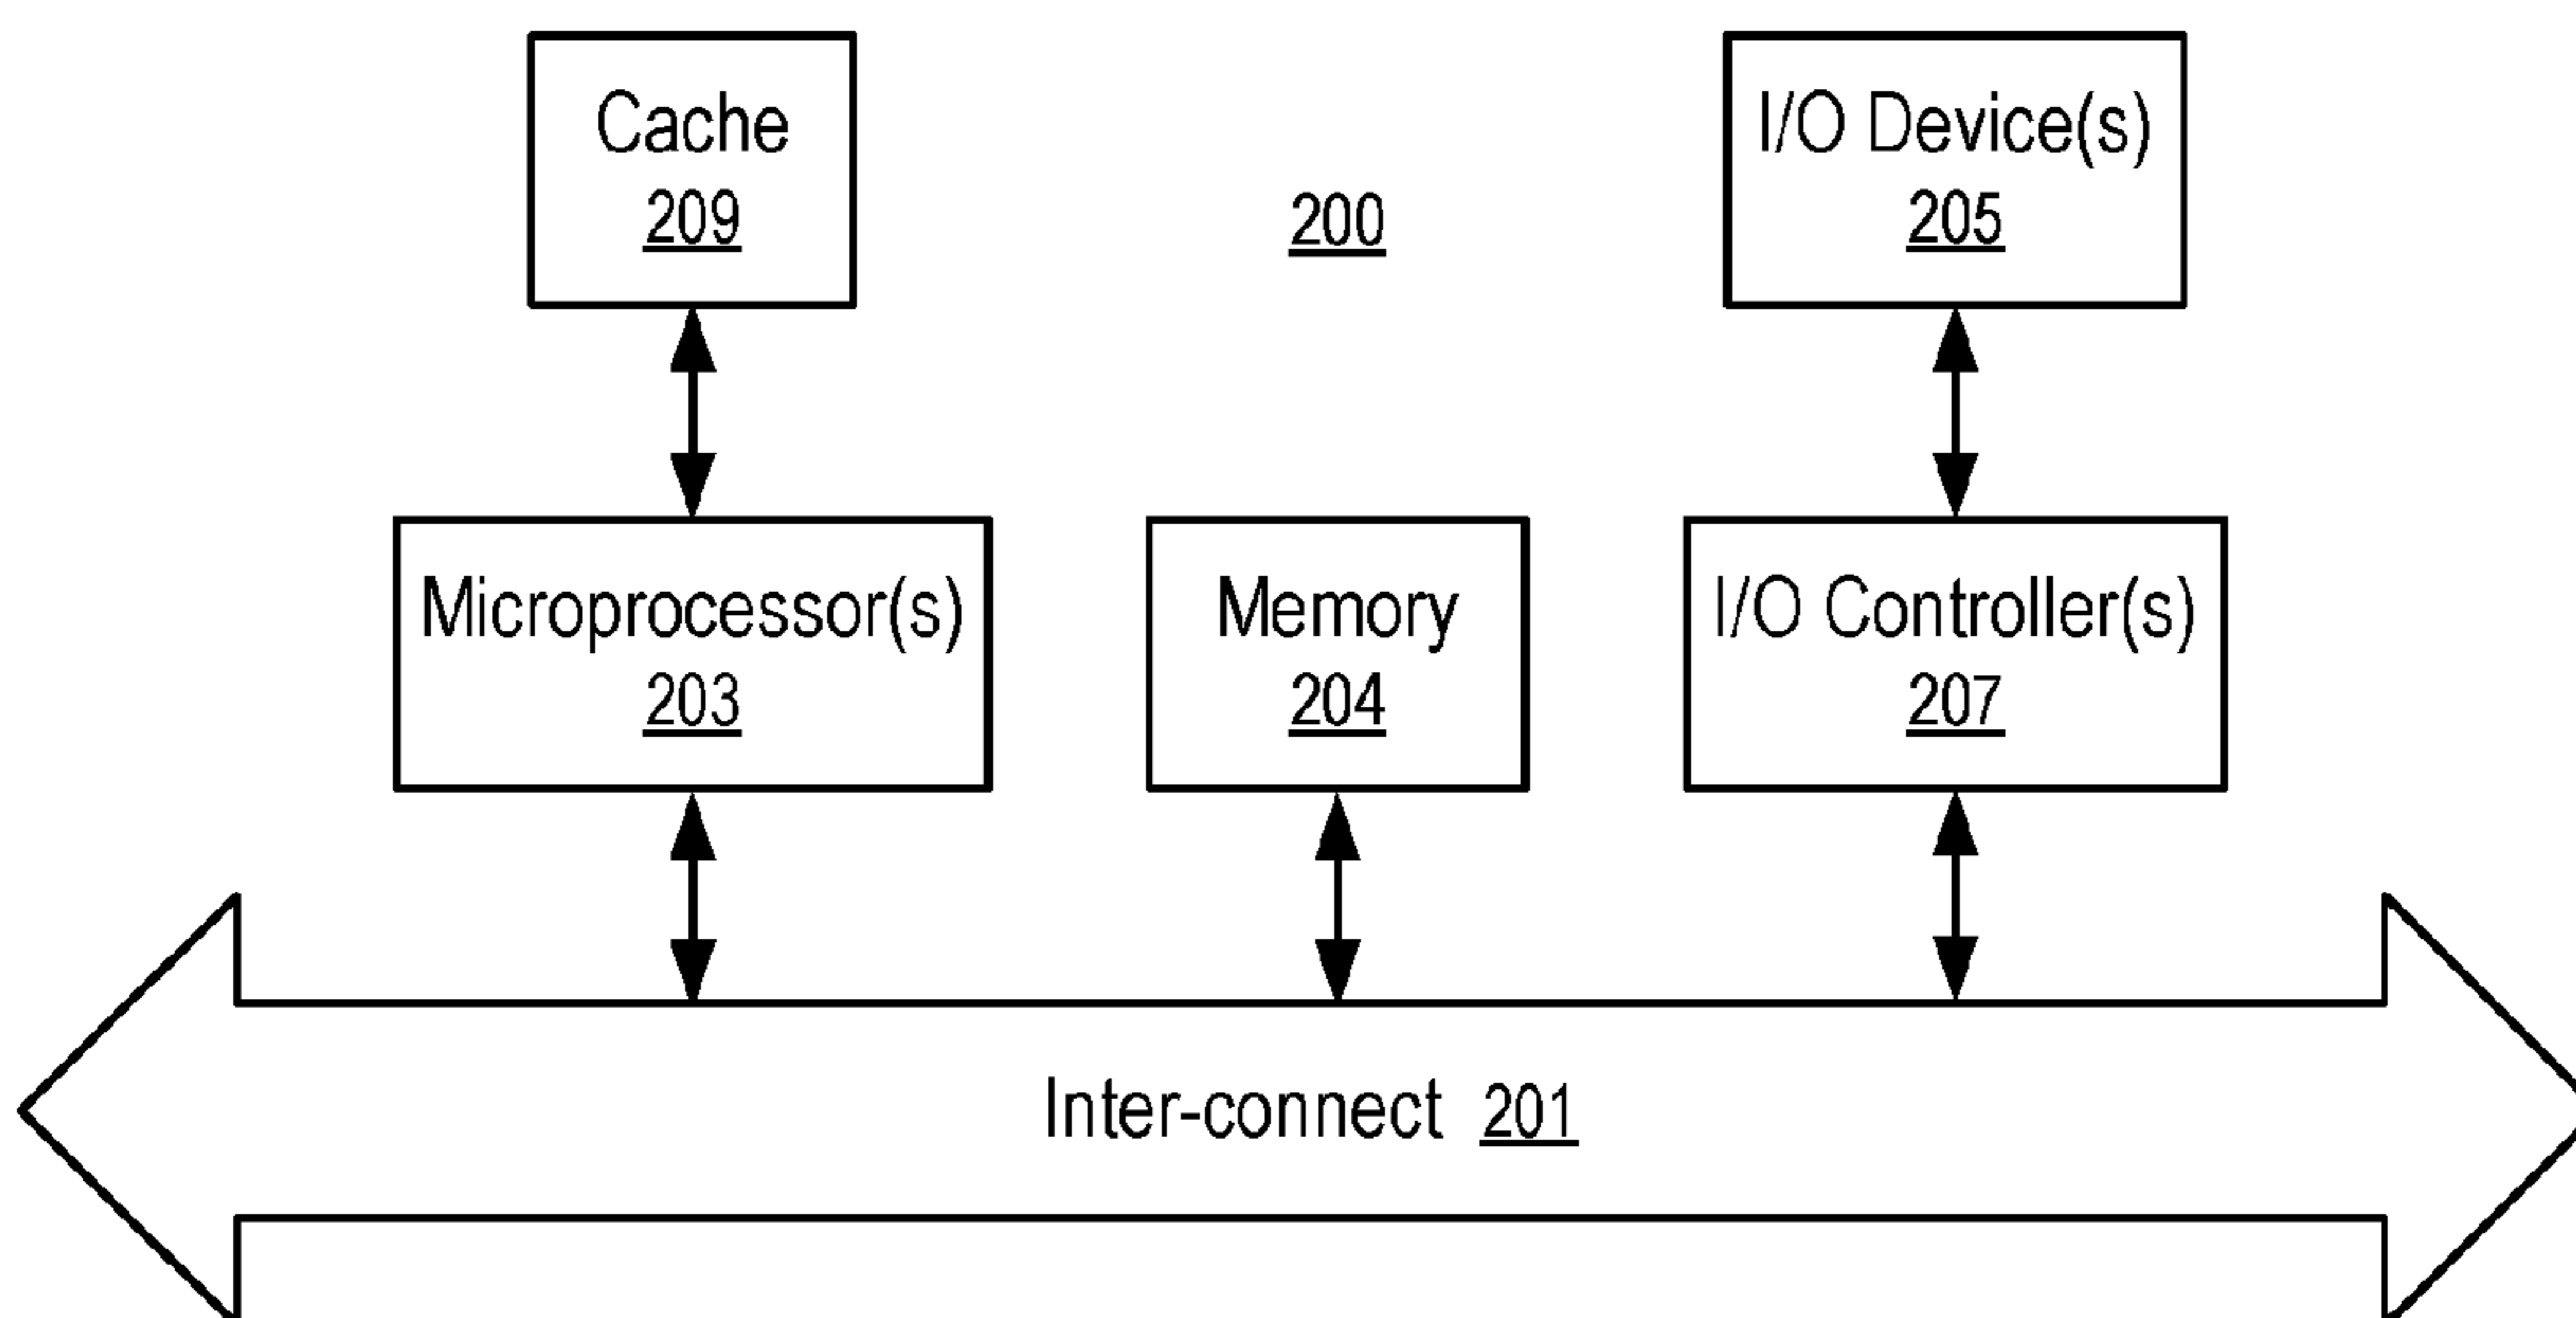 Cache
209
200
I/O Device(s)
205
Microprocessor(s)
203
Memory
204
I/O Controller(s)
207
Inter-connect 201